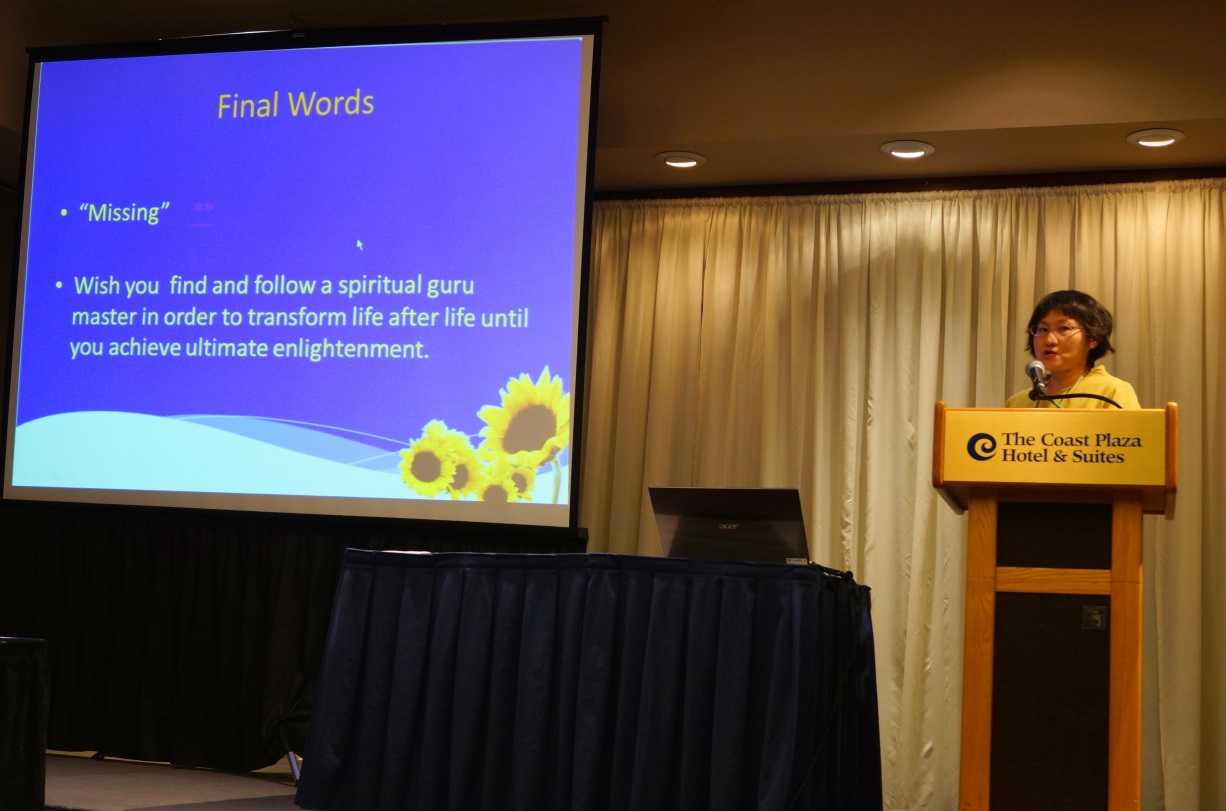 Final Words
• “Missing” **
• Wish you find and follow a spiritual guru
master in order to transform life after life until
you achieve ultimate enlightenment.
acer
The Coast Plaza
Hotel & Suites